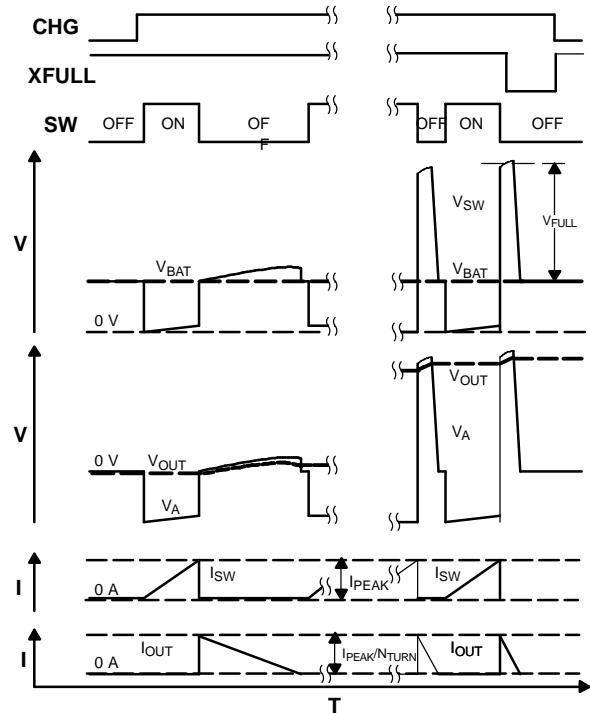 CHG
XFULL
SW OFF ON OF F OFF ON OFF
V
VSW
VFULL
VBAT VBAT
0 V
V
VOUT
VA
0 V VOUT
VA
I ISW IPEAK ISW
0 A
I IOUT IPEAK/NTURN IOUT
0 A
T